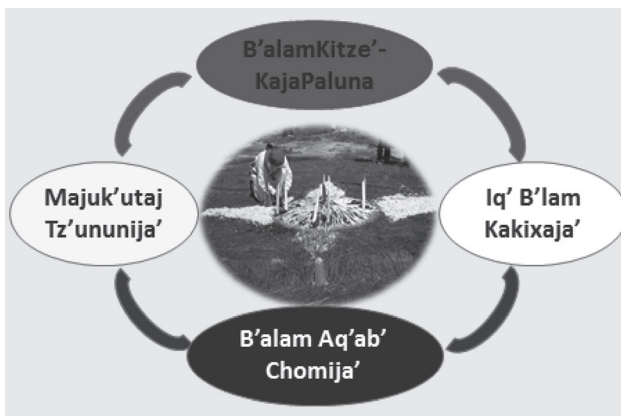 B’alamKitze’-
KajaPaluna
Majuk’utaj
Tz’ununija’
Iq’ B’lam
Kakixaja’
B’alam Aq’ab’
Chomija’